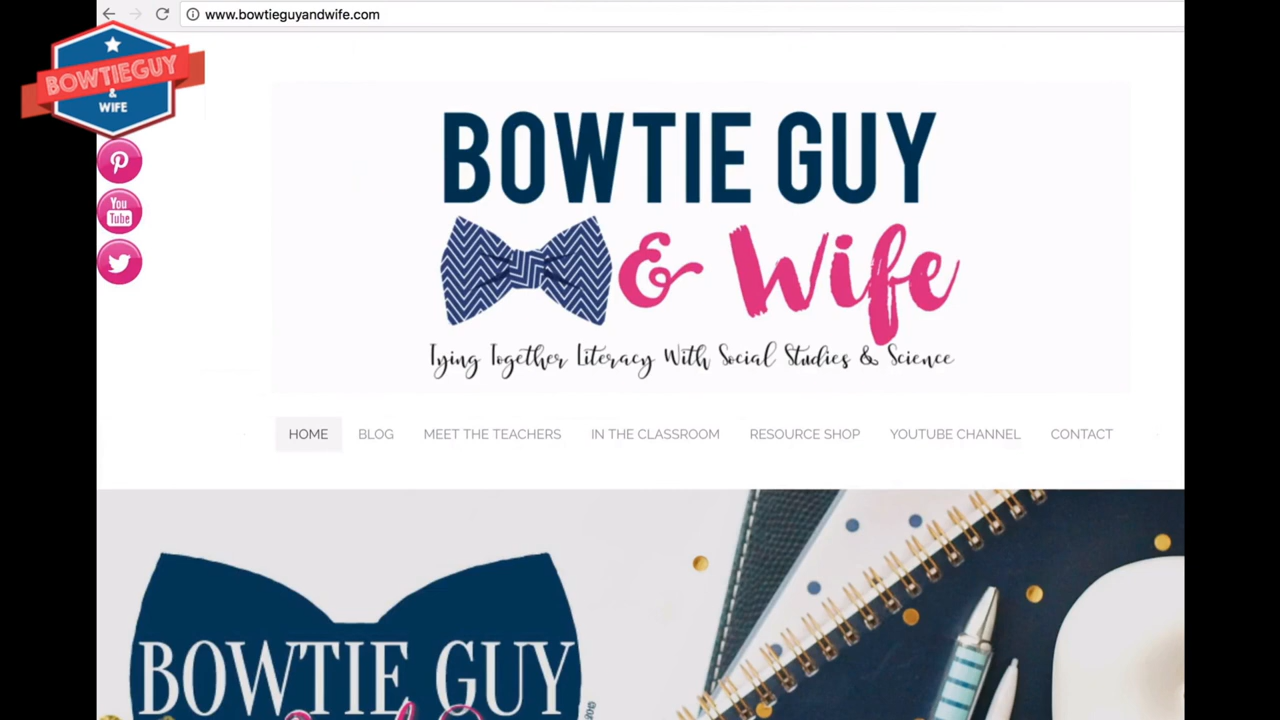 www.bowtieguyandwife.com
BOWTIEGUY
&
WIFE
You
Tube
BOWTIE GUY
& Wife
Tying Together Literacy With Social Studies & Science
HOME BLOG MEET THE TEACHERS IN THE CLASSROOM RESOURCE SHOP YOUTUBE CHANNEL CONTACT
BOWTIE GUY